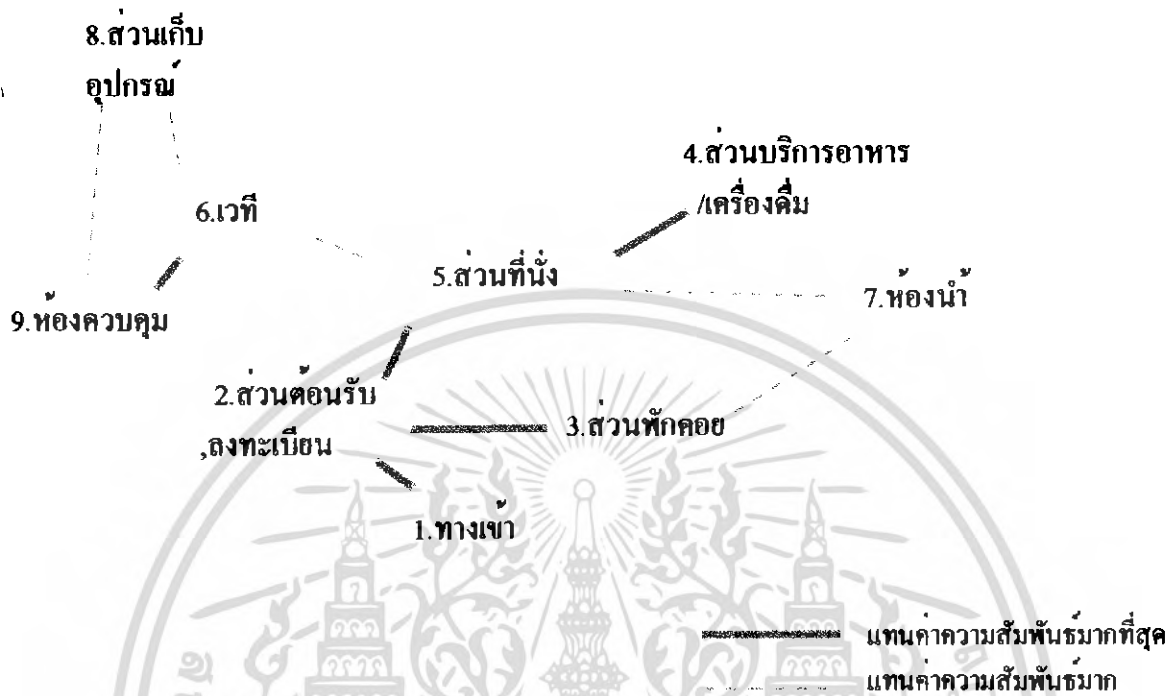 8.ส่วนเก็บ
อุปกรณ์
4.ส่วนบริการอาหาร
/เครื่องดื่ม
6.เวที
5.ส่วนที่นั่ง
7.ห้องน้ำ
9.ห้องควบคุม
2.ส่วนต้อนรับ
,ลงทะเบียน
3.ส่วนพักคอย
1.ทางเข้า
แทนค่าความสัมพันธ์มากที่สุด
แทนค่าความสัมพันธ์มาก